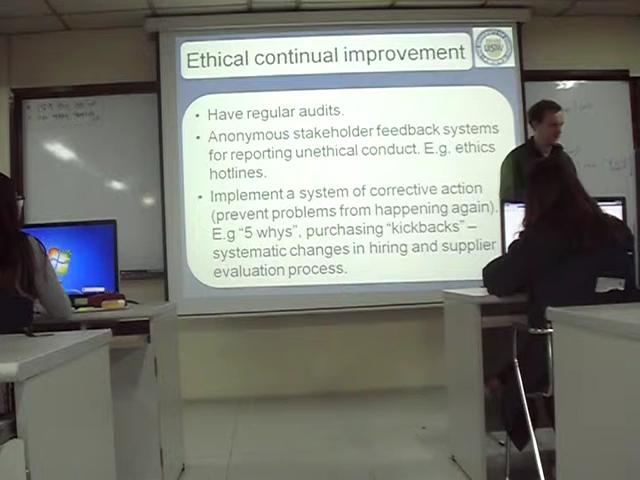 Ethical continual improvement
• Have regular audits.
• Anonymous stakeholder feedback systems
for reporting unethical conduct. E.g. ethics
hotlines.
• Implement a system of corrective action
(prevent problems from happening again).
E.g "5 whys", purchasing "kickbacks" –
systematic changes in hiring and supplier
evaluation process.